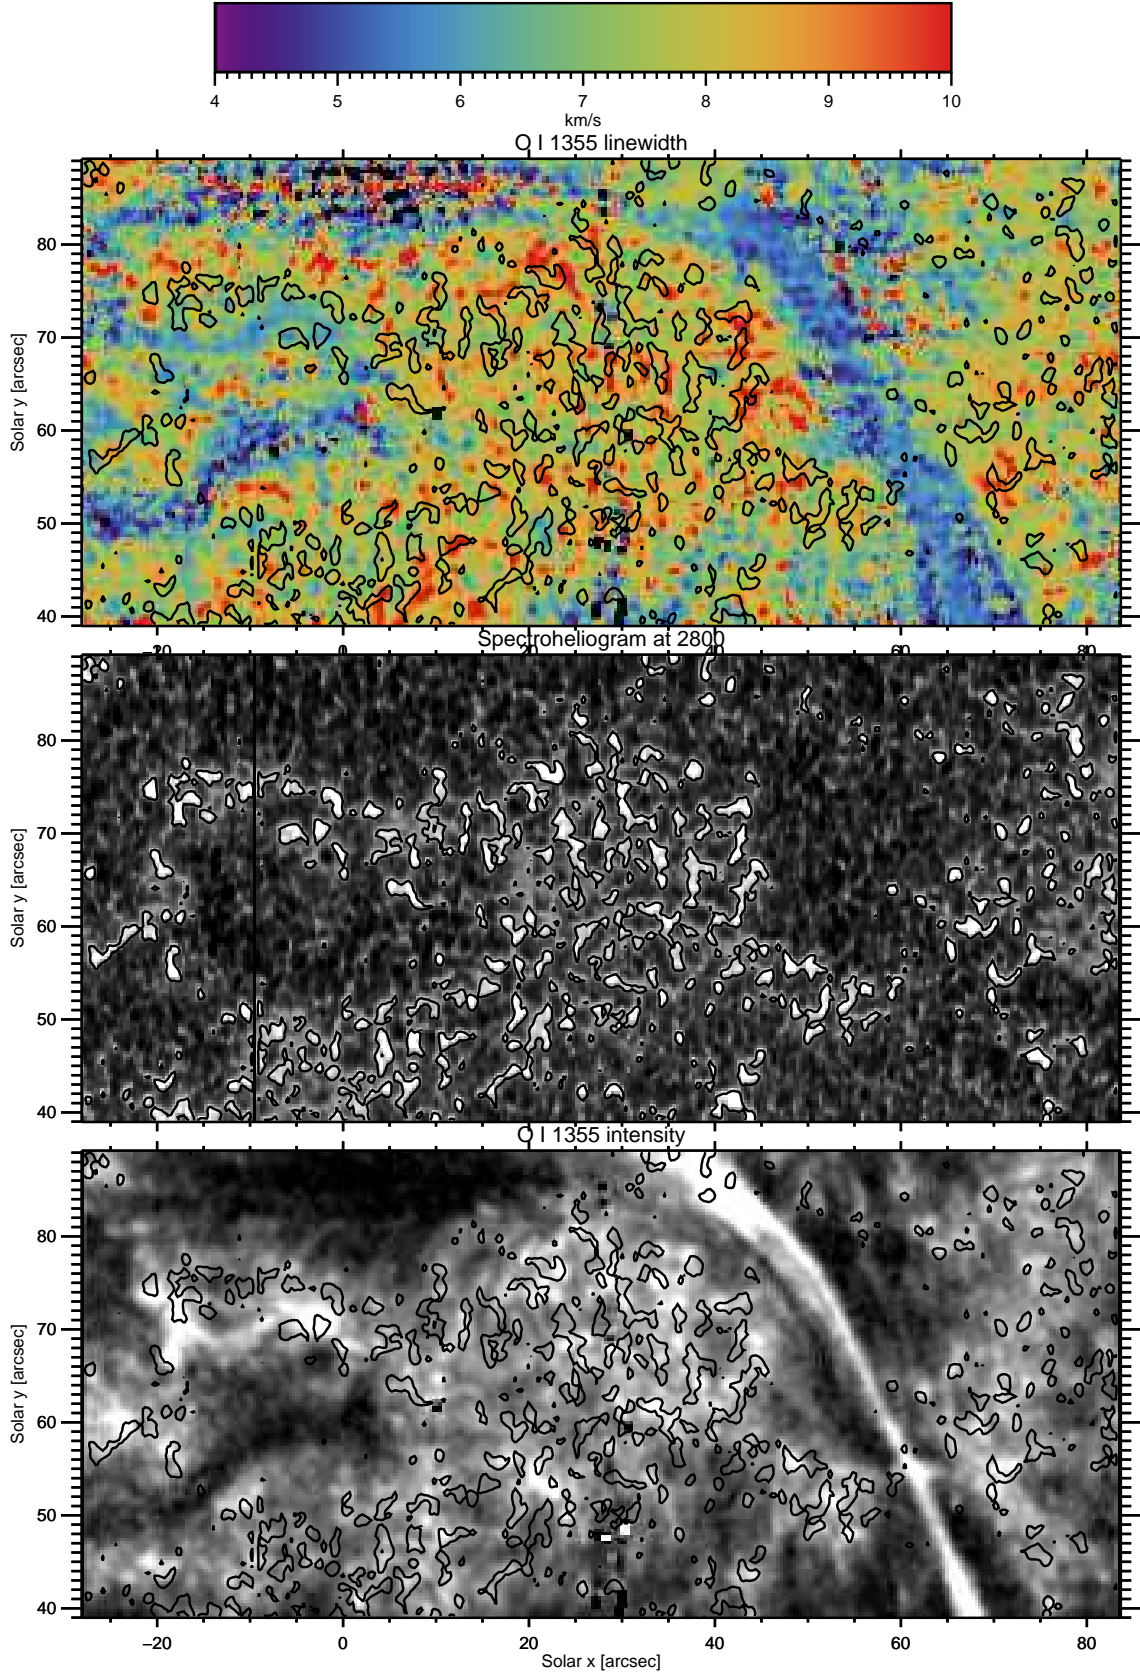 4 5 6 7 8 9 10
km/s
O I 1355 linewidth
80
70
60
50
40
Solar y [arcsec]
−20 0 20 40 60 80
Spectroheliogram at 2800
80
70
60
50
40
Solar y [arcsec]
O I 1355 intensity
80
70
60
50
40
Solar y [arcsec]
−20 0 20 40 60 80
Solar x [arcsec]